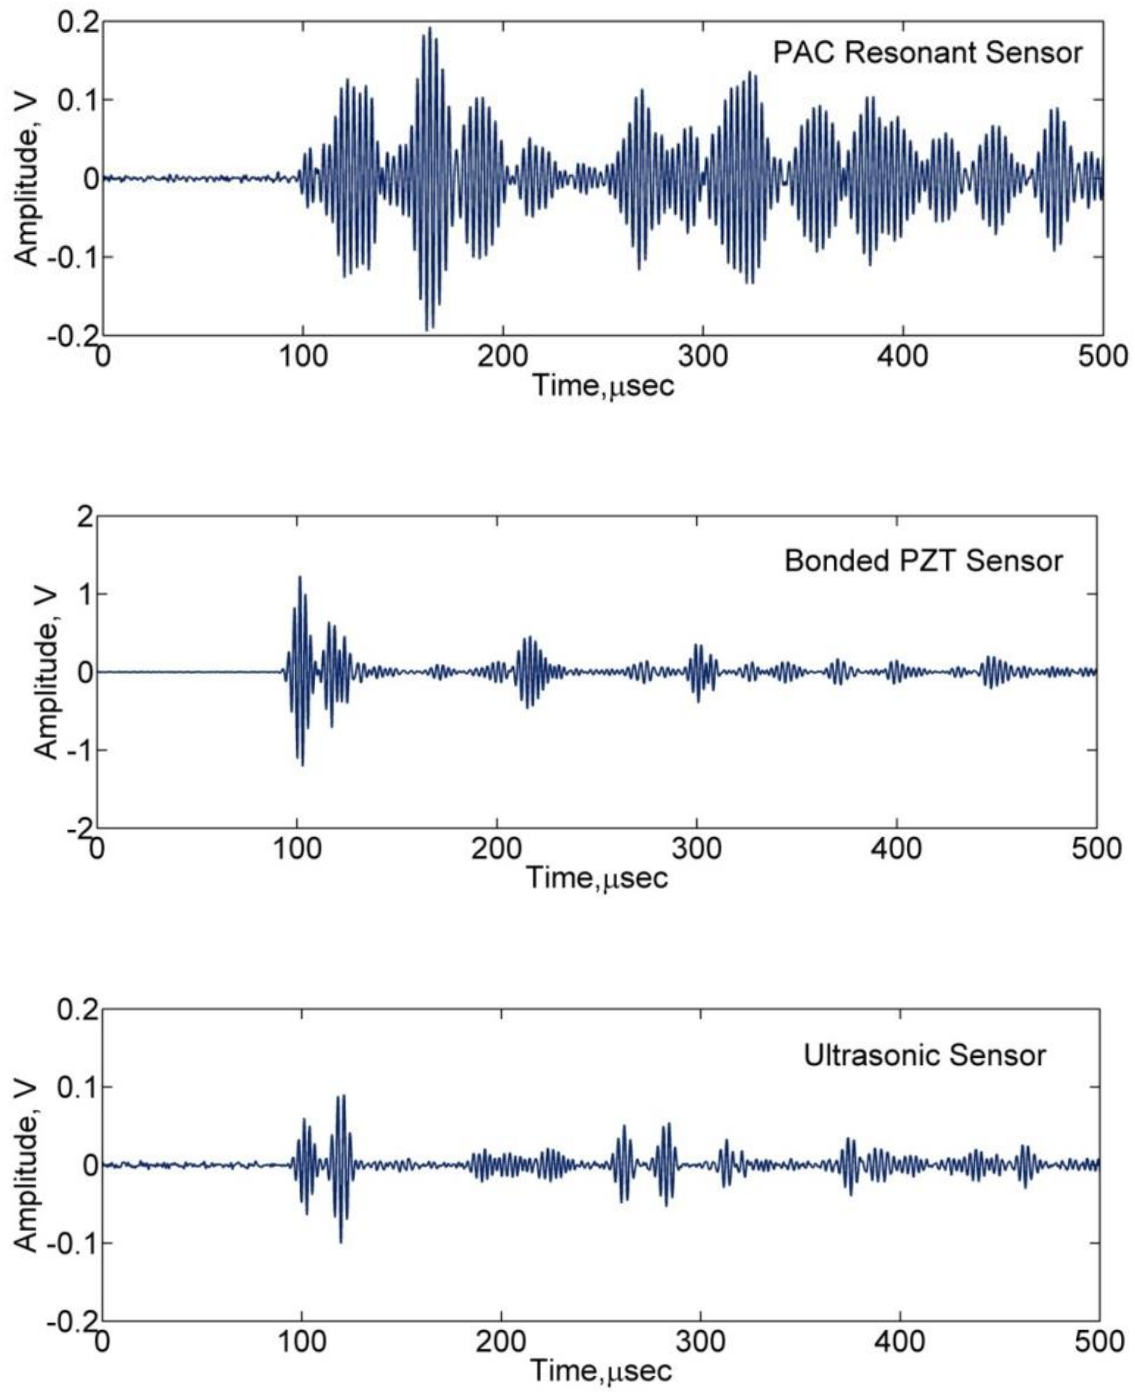 0.2
PAC Resonant Sensor
0.1
0
-0.1
-0.2
Amplitude, V
0 100 200 300 400 500
Time,μsec
2
Bonded PZT Sensor
1
0
-1
-2
Amplitude, V
0 100 200 300 400 500
Time,μsec
0.2
Ultrasonic Sensor
0.1
0
-0.1
-0.2
Amplitude, V
0 100 200 300 400 500
Time,μsec